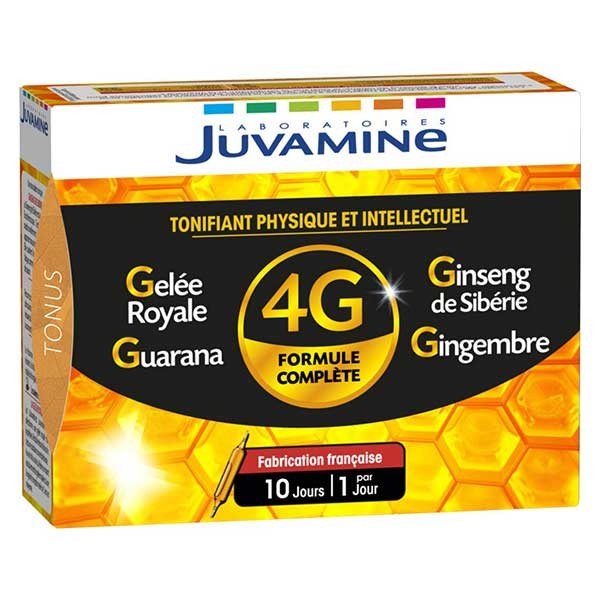 LABORATOIRES
JUVAMINE
TONIFIANT PHYSIQUE ET INTELLECTUEL
Gelée
Royale
Guarana
4G
FORMULE
COMPLÈTE
Ginseng
de Sibérie
Gingembre
TONUS
Fabrication française
10 Jours | 1 par Jour